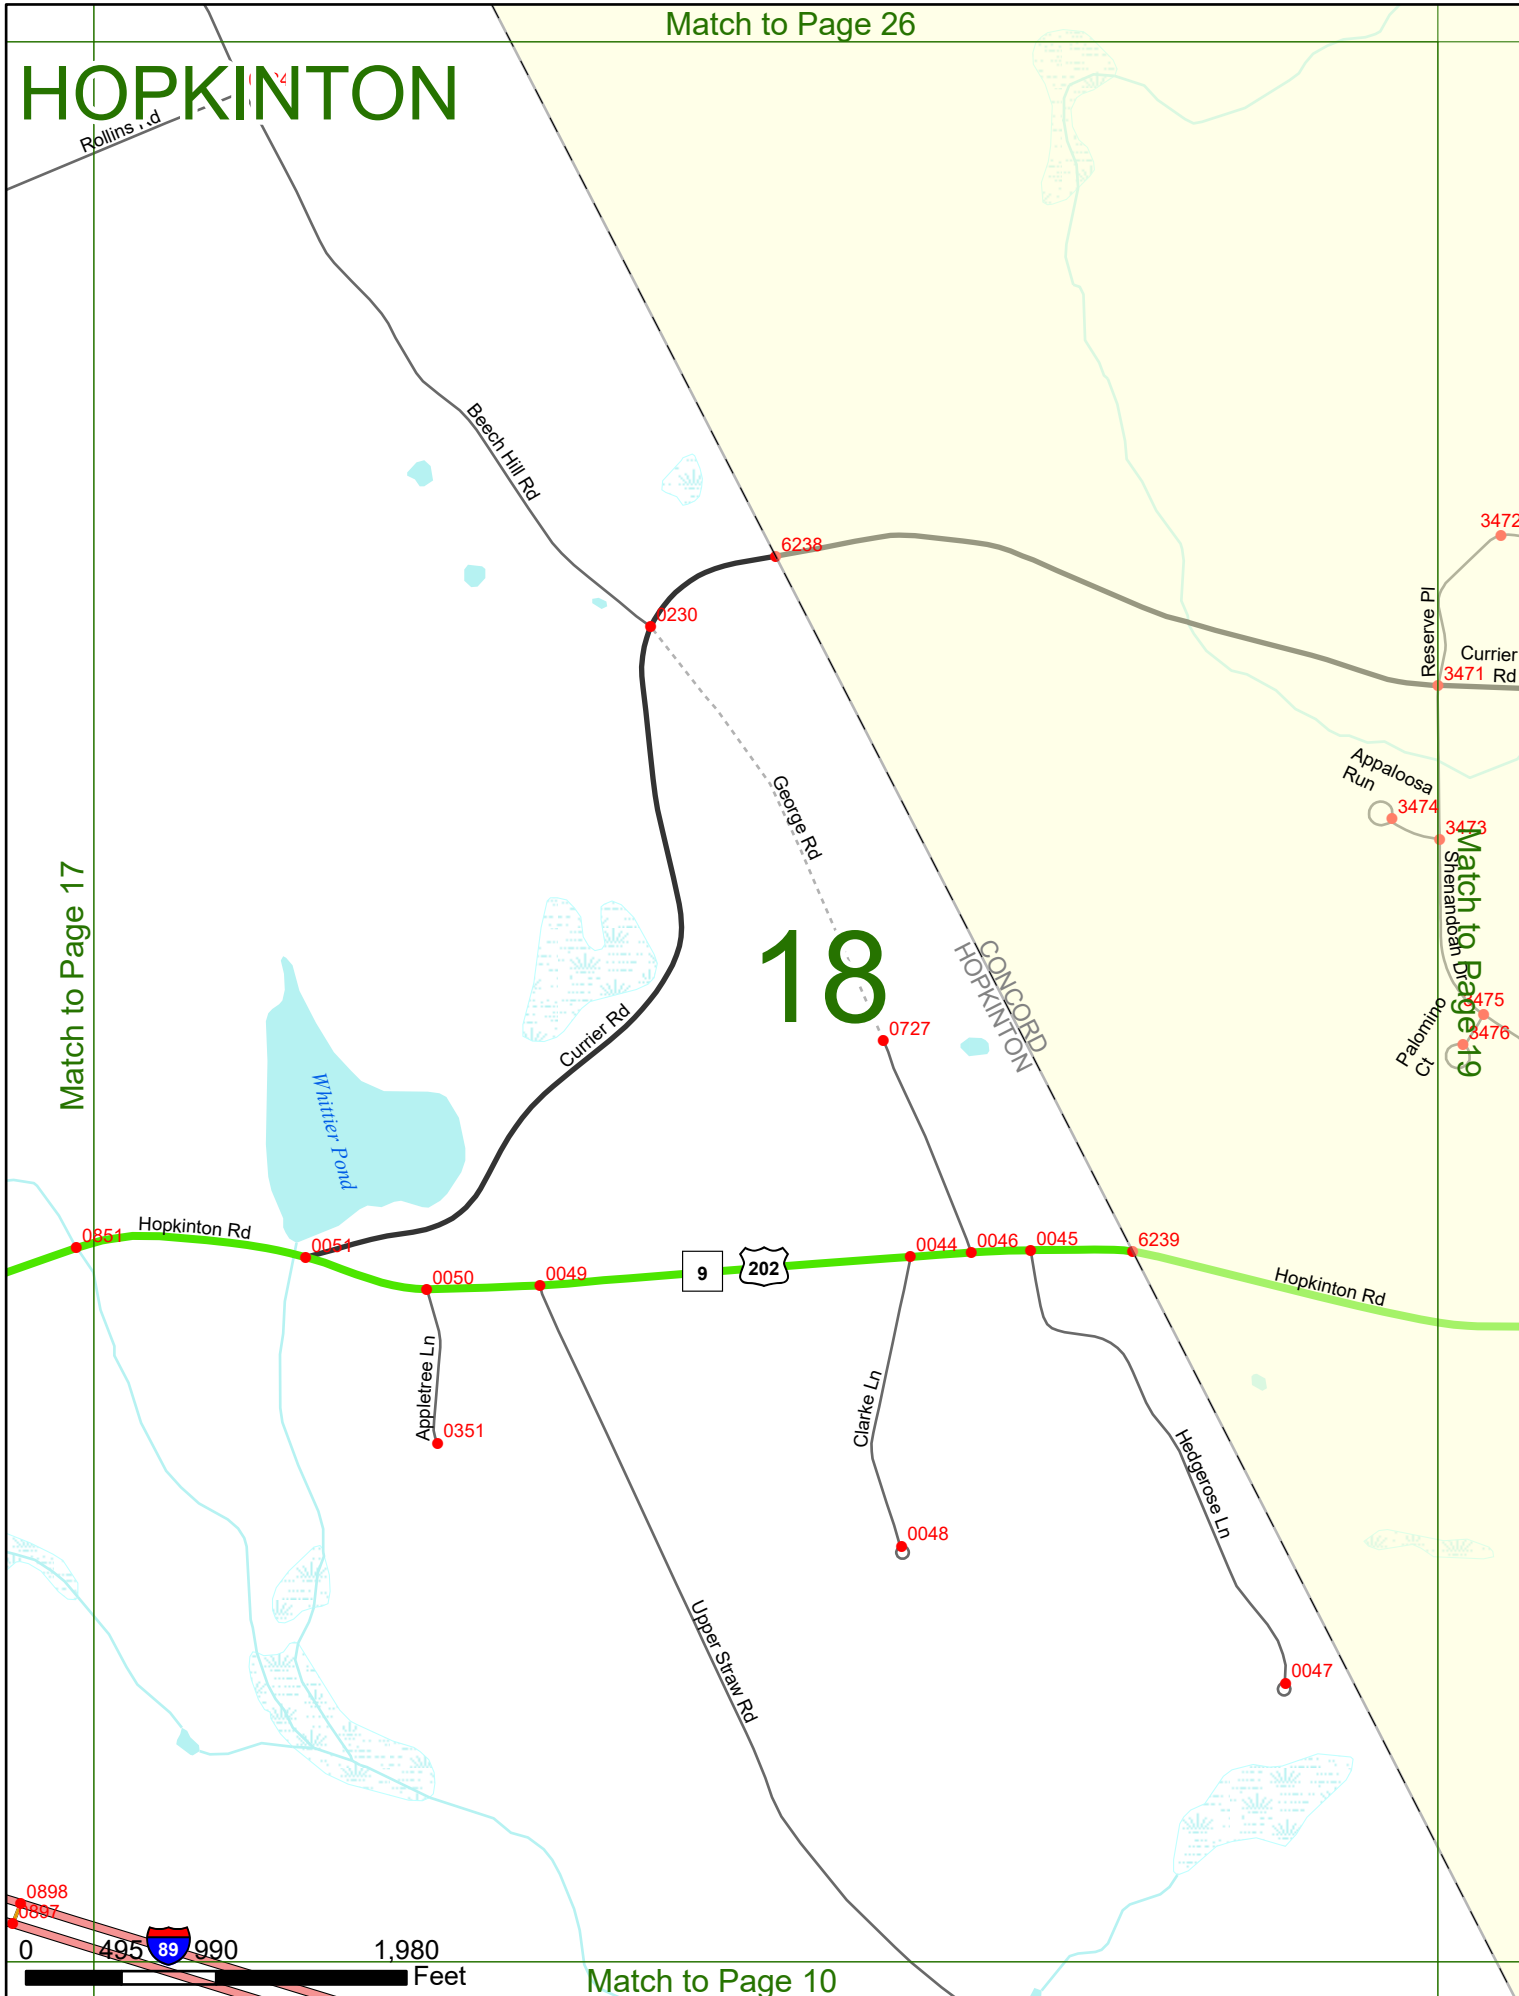 Match to Page 26
HOPKINTON
Rollins Rd
Beech Hill Rd
6238
3472
0230
Reserve Pl
Currier
Rd
3471
George Rd
Appaloosa
Run
3474
3473
Match to Page 17
Match to Page 19
Shenandoah Dr
18
CONCORD
HOPKINTON
3475
3476
Palomino
Ct
0727
Currier Rd
Whittier Pond
0851
Hopkinton Rd
0051
0050
0049
9
202
0044
0046
0045
6239
Hopkinton Rd
Appletree Ln
0351
Clarke Ln
Hedgerose Ln
0048
Upper Straw Rd
0047
0898
0897
89
0 495 990 1,980
Feet
Match to Page 10